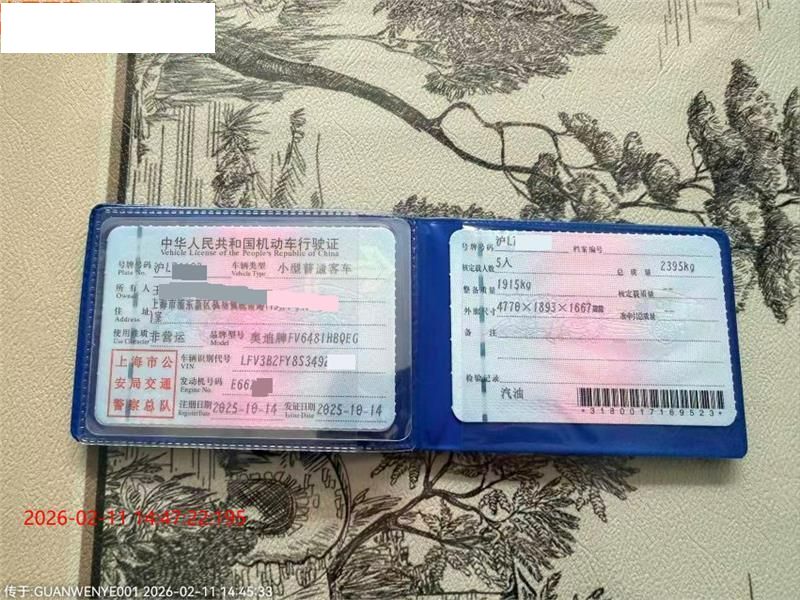 中华人民共和国机动车行驶证
Vehicle License of the People's Republic of China
号牌号码 沪L 车辆类型 小型普通客车
Plate No. Vehicle Type
所有人
Owner
住址
Address 室
使用性质 非营运 品牌型号 奥迪牌FV6481HBQEG
Use Character Model
上海市公
安局交通
警察总队
车辆识别代号 LFV3B2FY8S3492
VIN
发动机号码 E66
Engine No.
注册日期 2025-10-14 发证日期 2025-10-14
Register Date Issue Date
号牌号码 沪L 档案编号
核定载人数 5人 总质量 2395kg
整备质量 1915kg 核定载质量 --
外廓尺寸 4770×1893×1667mm 准牵引总质量 --
备注
检验记录
汽油
*3180017169523*
2026-02-11 14:47:22:195
传于:GUANWENYE001 2026-02-11 14:45:33